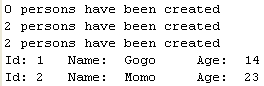 0 persons have been created
2 persons have been created
2 persons have been created
Id: 1   Name:  Gogo     Age:  14
Id: 2   Name:  Momo     Age:  23